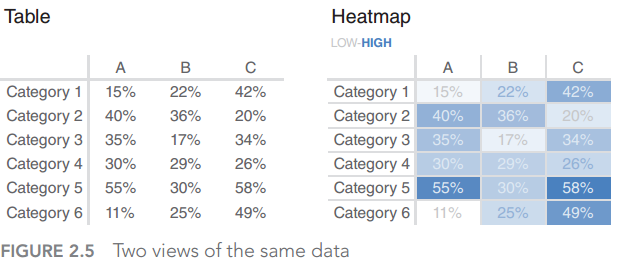 Table
A B C
Category 1 15% 22% 42%
Category 2 40% 36% 20%
Category 3 35% 17% 34%
Category 4 30% 29% 26%
Category 5 55% 30% 58%
Category 6 11% 25% 49%
Heatmap
LOW-HIGH
A B C
Category 1 15% 22% 42%
Category 2 40% 36% 20%
Category 3 35% 17% 34%
Category 4 30% 29% 26%
Category 5 55% 30% 58%
Category 6 11% 25% 49%
FIGURE 2.5 Two views of the same data